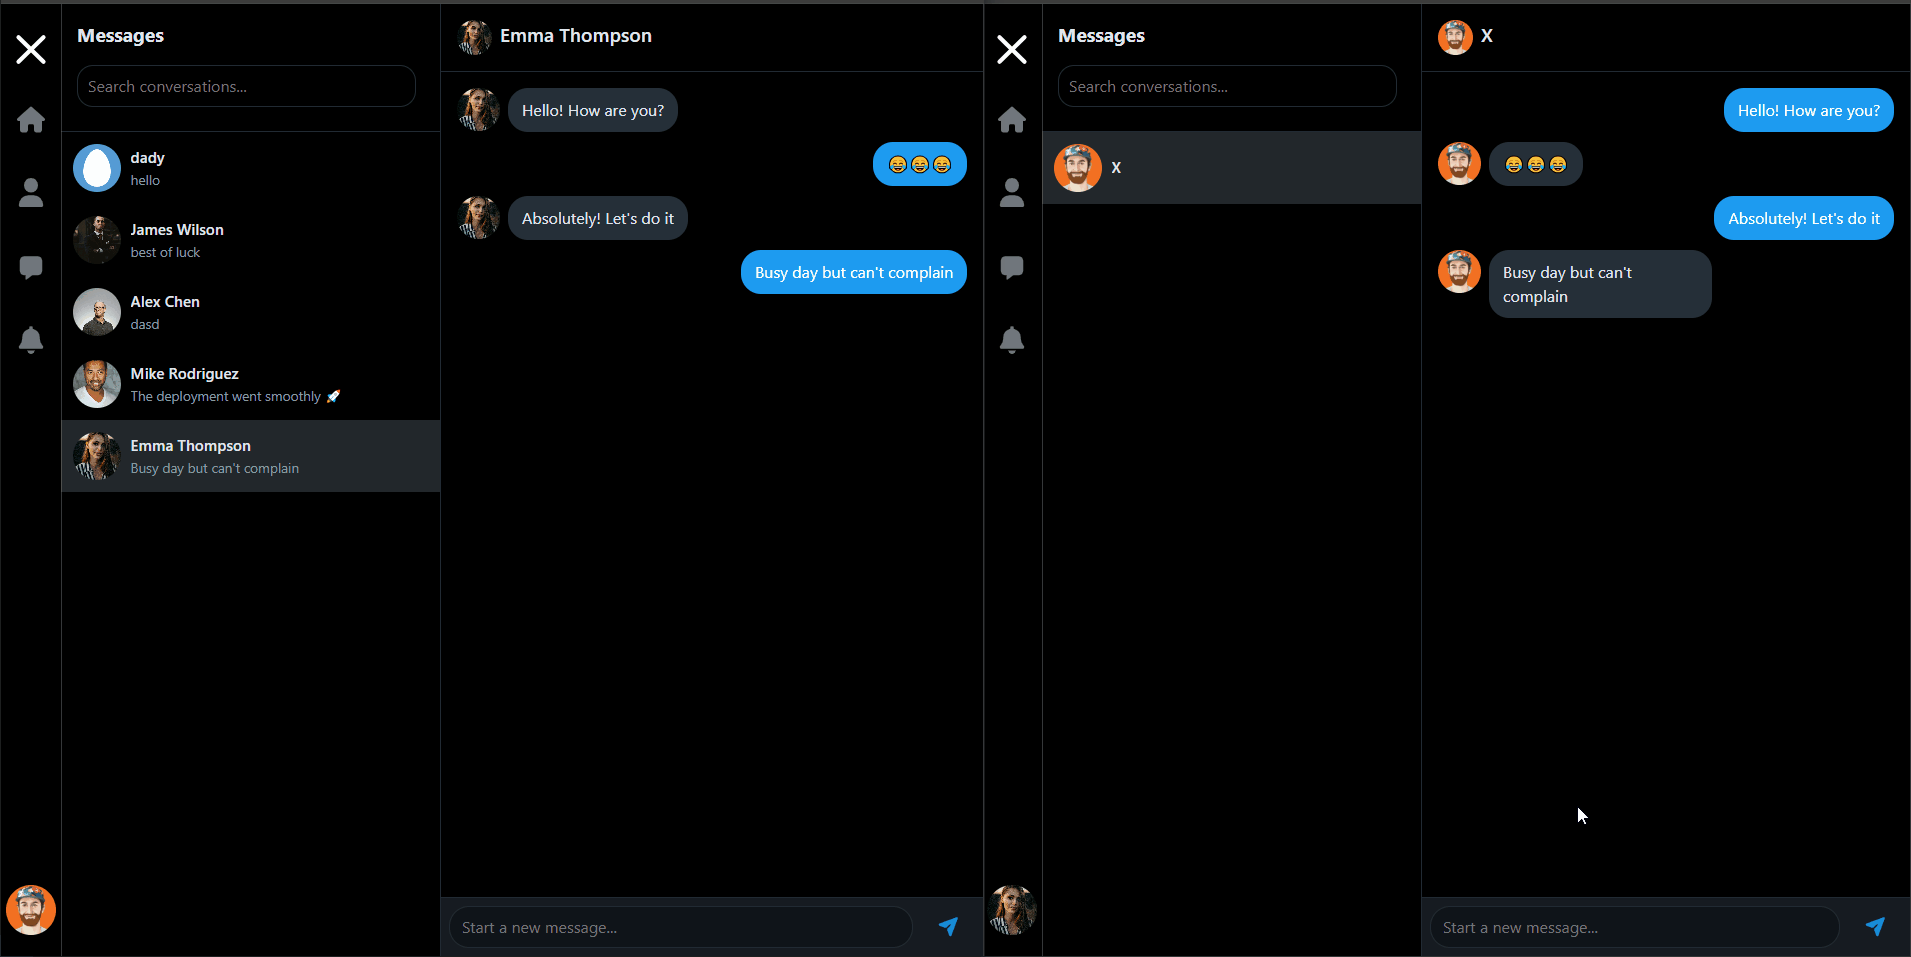 Messages
Search conversations...
dady
hello
James Wilson
best of luck
Alex Chen
dasd
Mike Rodriguez
The deployment went smoothly 🚀
Emma Thompson
Busy day but can't complain
Emma Thompson
Hello! How are you?
😂😂😂
Absolutely! Let's do it
Busy day but can't complain
Start a new message...
Messages
Search conversations...
X
X
Hello! How are you?
😂😂😂
Absolutely! Let's do it
Busy day but can't
complain
Start a new message...